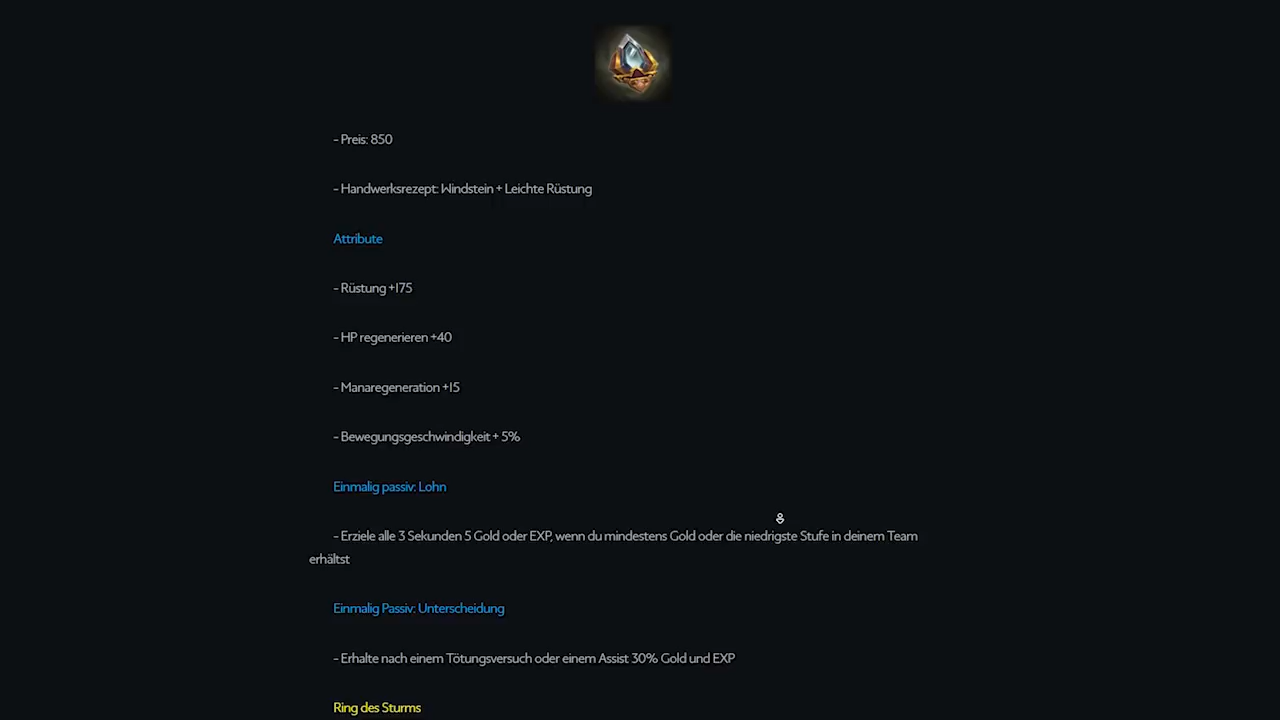 - Preis: 850
- Handwerksrezept: Windstein + Leichte Rüstung
Attribute
- Rüstung +175
- HP regenerieren +40
- Manaregeneration +15
- Bewegungsgeschwindigkeit + 5%
Einmalig passiv: Lohn
- Erziele alle 3 Sekunden 5 Gold oder EXP, wenn du mindestens Gold oder die niedrigste Stufe in deinem Team
erhältst
Einmalig Passiv: Unterscheidung
- Erhalte nach einem Tötungsversuch oder einem Assist 30% Gold und EXP
Ring des Sturms